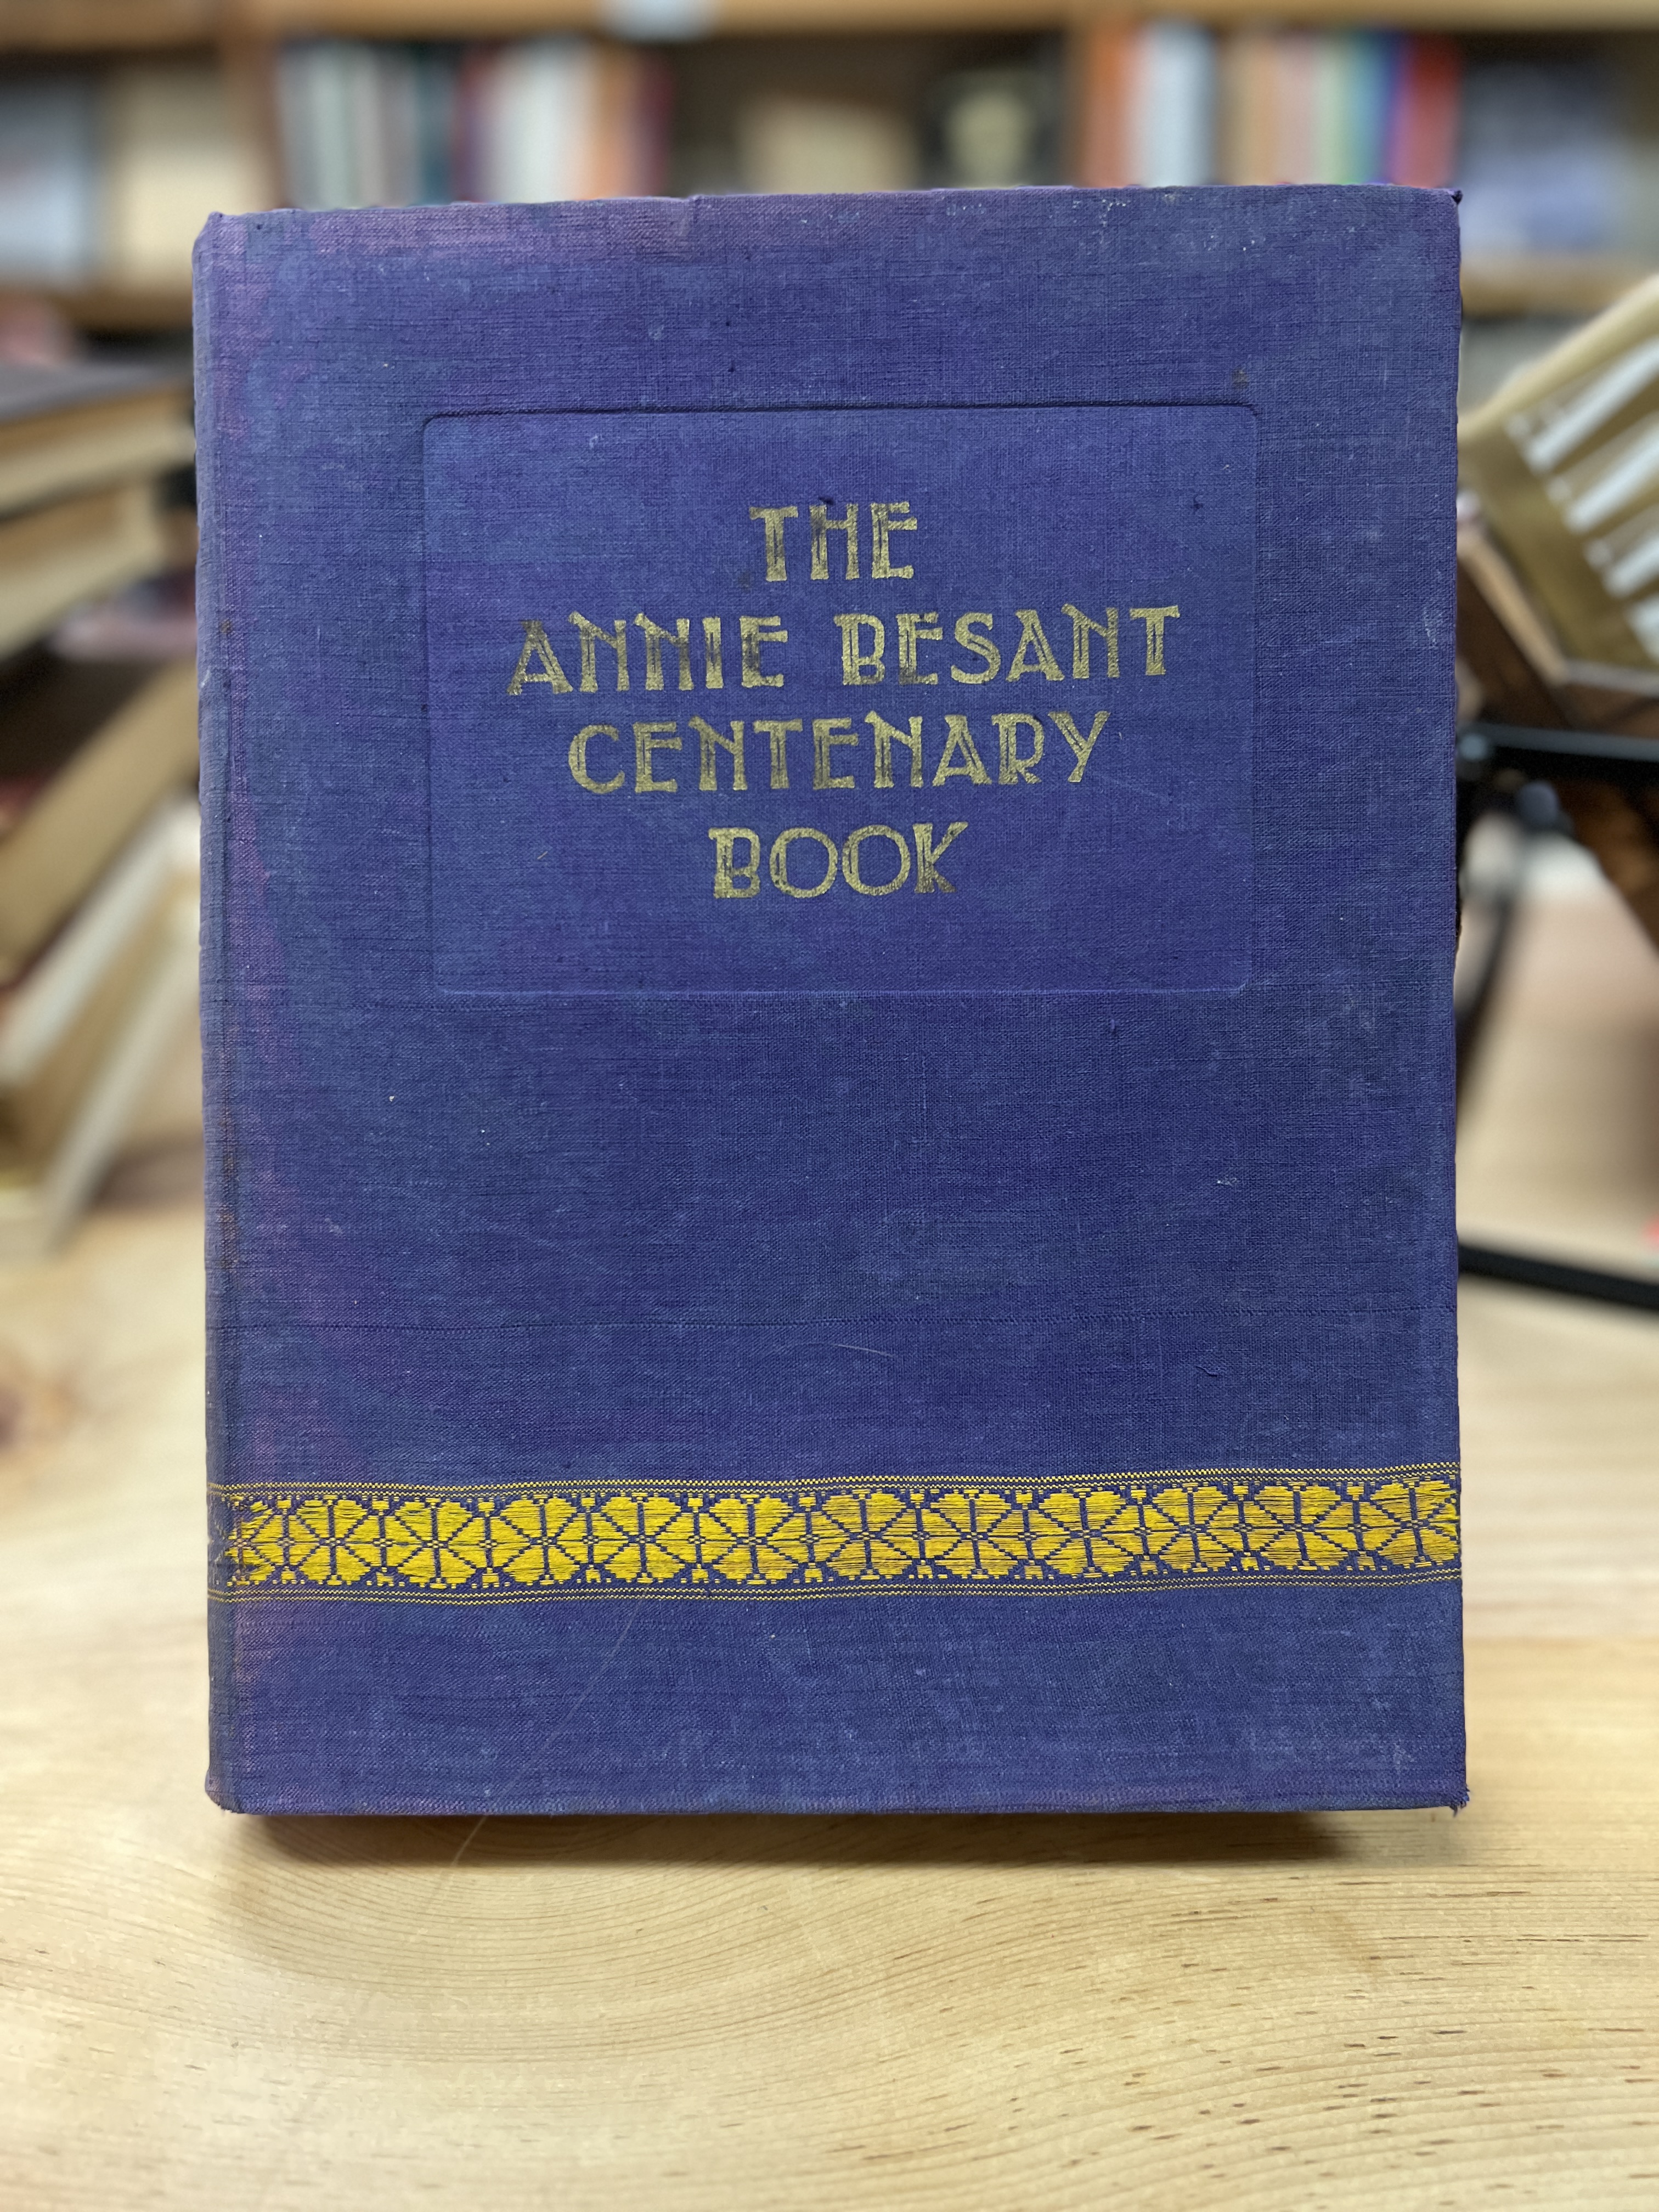 THE
ANNIE BESANT
CENTENARY
BOOK